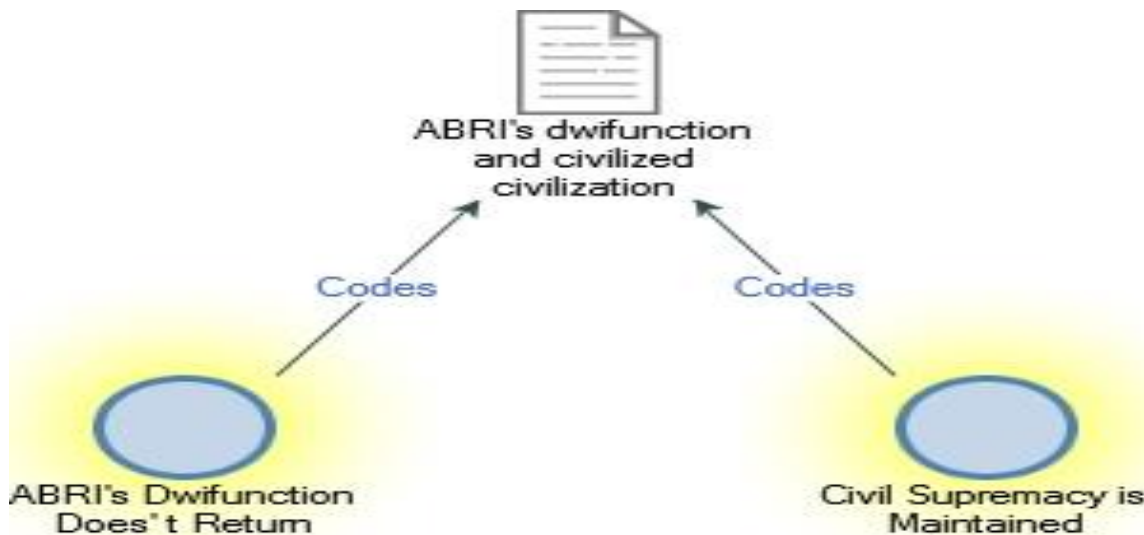 ABRI's dwifunction
and civilized
civilization
Codes
Codes
ABRI's Dwifunction
Does"t Return
Civil Supremacy is
Maintained